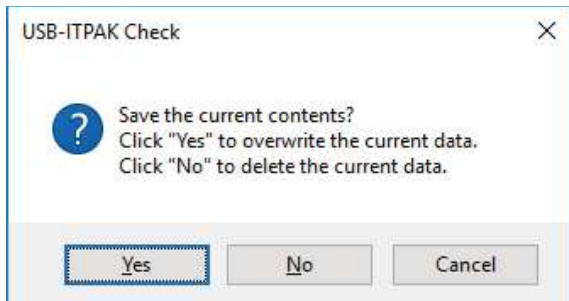 USB-ITPAK Check
Save the current contents?
Click "Yes" to overwrite the current data.
Click "No" to delete the current data.
Yes No Cancel